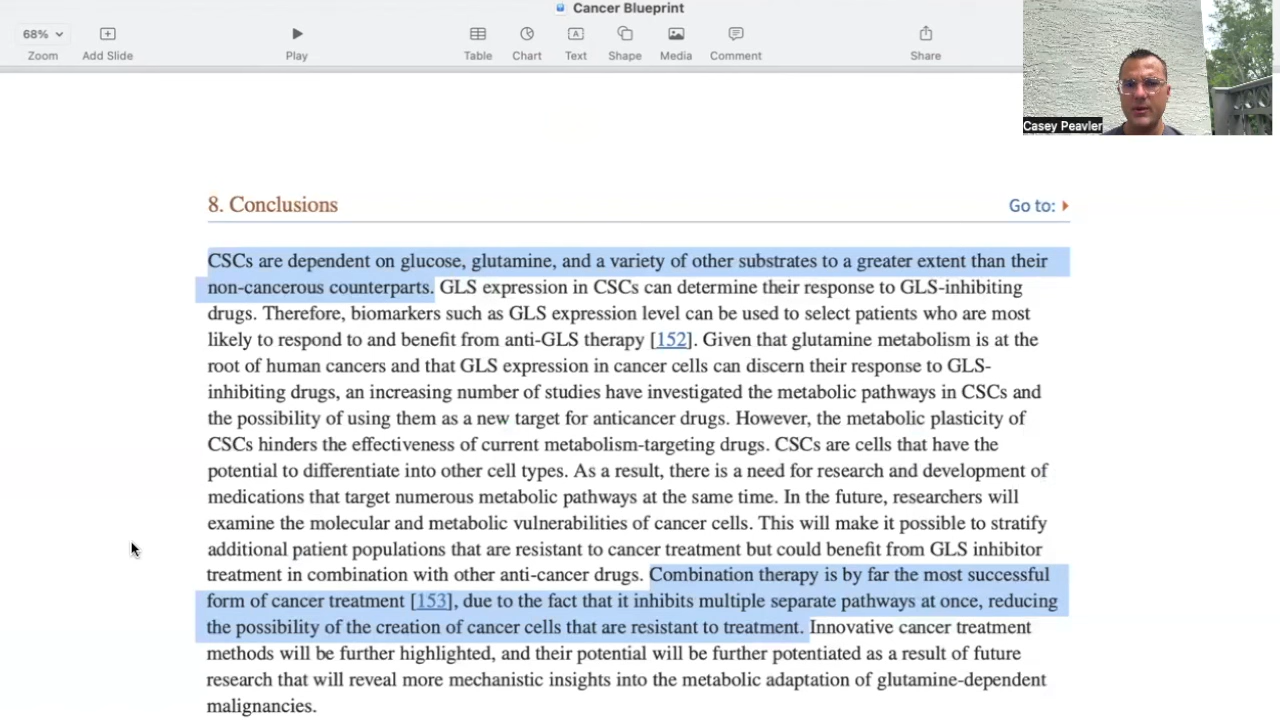 Cancer Blueprint
68%
Zoom
Add Slide
Play
Table
Chart
Text
Shape
Media
Comment
Share
Casey Peavler
8. Conclusions
Go to:
CSCs are dependent on glucose, glutamine, and a variety of other substrates to a greater extent than their
non-cancerous counterparts. GLS expression in CSCs can determine their response to GLS-inhibiting
drugs. Therefore, biomarkers such as GLS expression level can be used to select patients who are most
likely to respond to and benefit from anti-GLS therapy [152]. Given that glutamine metabolism is at the
root of human cancers and that GLS expression in cancer cells can discern their response to GLS-
inhibiting drugs, an increasing number of studies have investigated the metabolic pathways in CSCs and
the possibility of using them as a new target for anticancer drugs. However, the metabolic plasticity of
CSCs hinders the effectiveness of current metabolism-targeting drugs. CSCs are cells that have the
potential to differentiate into other cell types. As a result, there is a need for research and development of
medications that target numerous metabolic pathways at the same time. In the future, researchers will
examine the molecular and metabolic vulnerabilities of cancer cells. This will make it possible to stratify
additional patient populations that are resistant to cancer treatment but could benefit from GLS inhibitor
treatment in combination with other anti-cancer drugs. Combination therapy is by far the most successful
form of cancer treatment [153], due to the fact that it inhibits multiple separate pathways at once, reducing
the possibility of the creation of cancer cells that are resistant to treatment. Innovative cancer treatment
methods will be further highlighted, and their potential will be further potentiated as a result of future
research that will reveal more mechanistic insights into the metabolic adaptation of glutamine-dependent
malignancies.